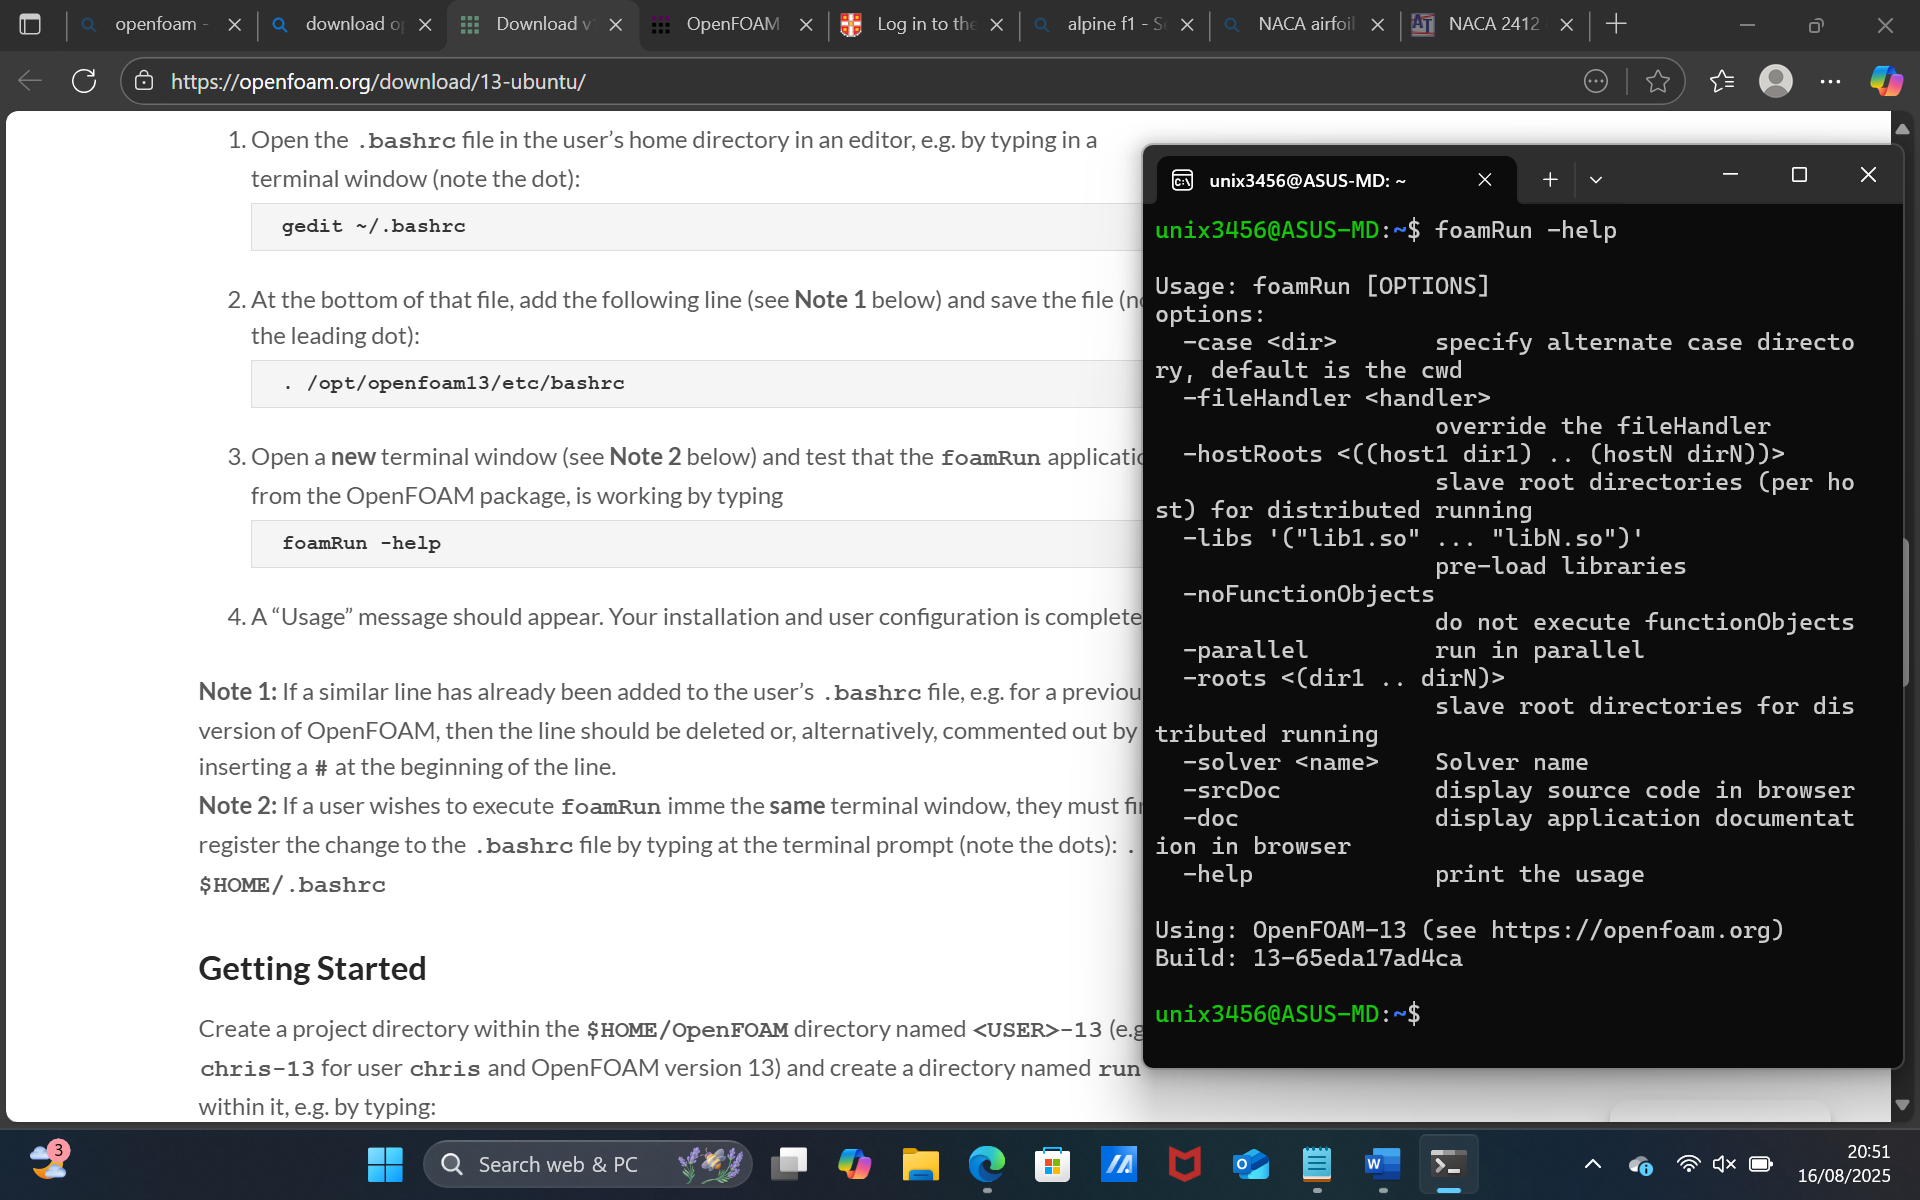 openfoam -
download o
Download v
OpenFOAM
Log in to the
alpine f1 - Se
NACA airfoil
NACA 2412
https://openfoam.org/download/13-ubuntu/
1. Open the .bashrc file in the user’s home directory in an editor, e.g. by typing in a
terminal window (note the dot):
gedit ~/.bashrc
2. At the bottom of that file, add the following line (see Note 1 below) and save the file (no
the leading dot):
. /opt/openfoam13/etc/bashrc
3. Open a new terminal window (see Note 2 below) and test that the foamRun applicatio
from the OpenFOAM package, is working by typing
foamRun -help
4. A “Usage” message should appear. Your installation and user configuration is complete
Note 1: If a similar line has already been added to the user’s .bashrc file, e.g. for a previou
version of OpenFOAM, then the line should be deleted or, alternatively, commented out by
inserting a # at the beginning of the line.
Note 2: If a user wishes to execute foamRun imme the same terminal window, they must fir
register the change to the .bashrc file by typing at the terminal prompt (note the dots): .
$HOME/.bashrc
Getting Started
Create a project directory within the $HOME/OpenFOAM directory named <USER>-13 (e.g
chris-13 for user chris and OpenFOAM version 13) and create a directory named run
within it, e.g. by typing:
unix3456@ASUS-MD: ~
unix3456@ASUS-MD:~$ foamRun -help
Usage: foamRun [OPTIONS]
options:
-case <dir> specify alternate case directo
ry, default is the cwd
-fileHandler <handler>
override the fileHandler
-hostRoots <((host1 dir1) .. (hostN dirN))>
slave root directories (per ho
st) for distributed running
-libs '("lib1.so" ... "libN.so")'
pre-load libraries
-noFunctionObjects
do not execute functionObjects
-parallel run in parallel
-roots <(dir1 .. dirN)>
slave root directories for dis
tributed running
-solver <name> Solver name
-srcDoc display source code in browser
-doc display application documentat
ion in browser
-help print the usage
Using: OpenFOAM-13 (see https://openfoam.org)
Build: 13-65eda17ad4ca
unix3456@ASUS-MD:~$
3
Search web & PC
20:51
16/08/2025